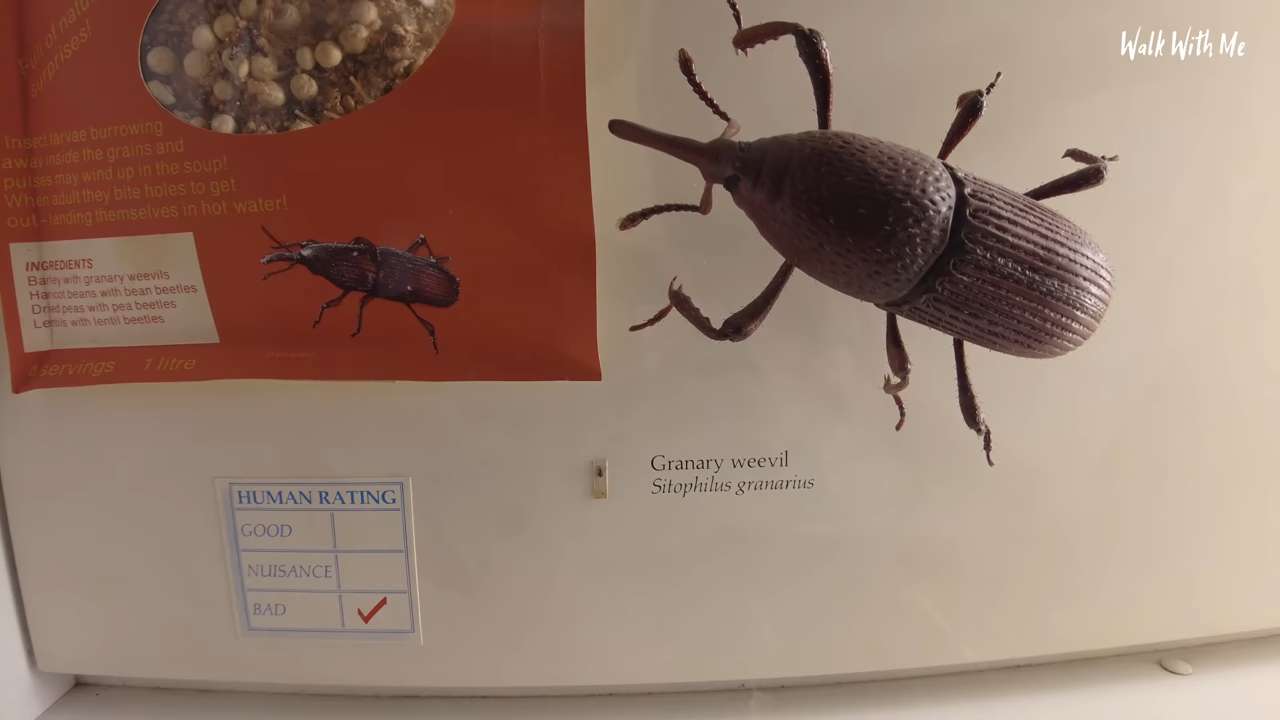 Full of nature
surprises!
Insect larvae burrowing
away inside the grains and
pulses may wind up in the soup!
When adult they bite holes to get
out - landing themselves in hot water!
INGREDIENTS
Barley with granary weevils
Haricot beans with bean beetles
Dried peas with pea beetles
Lentils with lentil beetles
4 servings 1 litre
Walk With Me
Granary weevil
Sitophilus granarius
HUMAN RATING
GOOD
NUISANCE
BAD